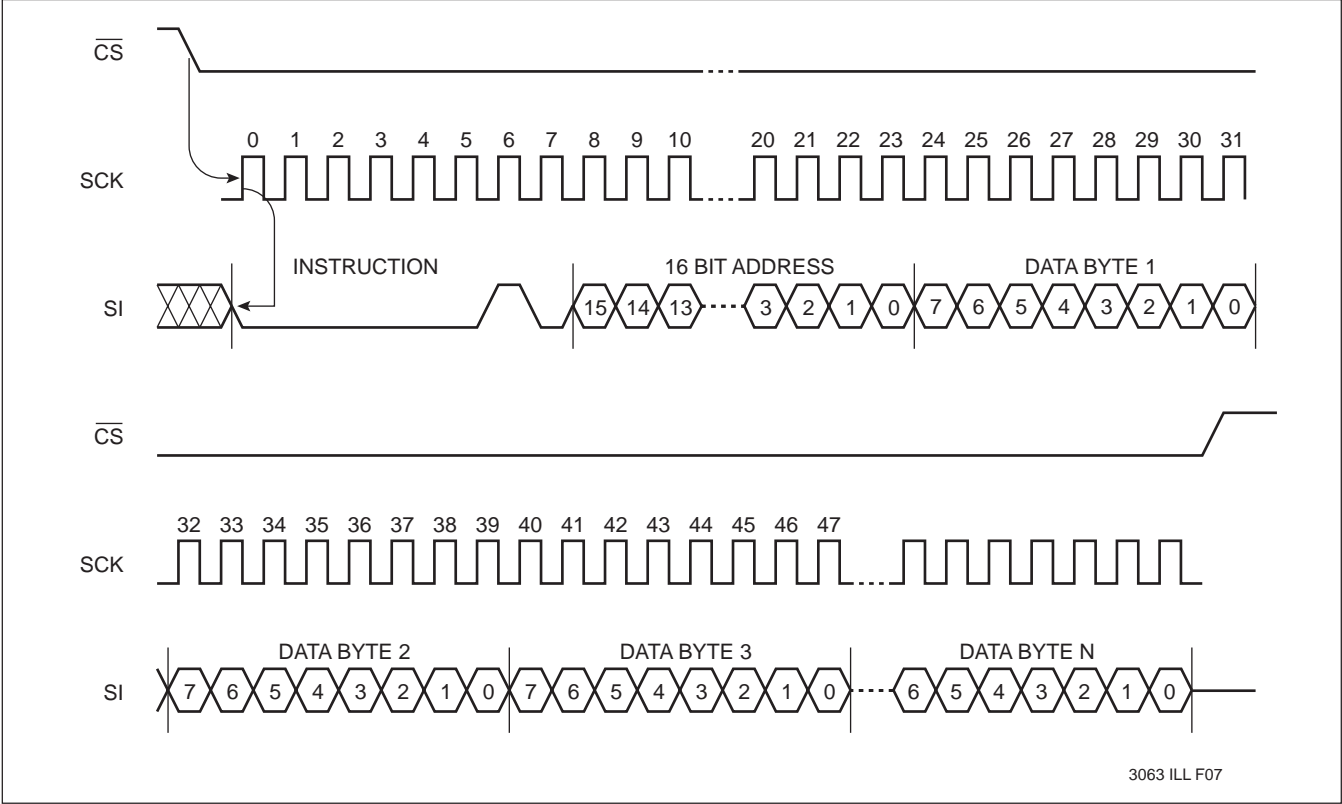 CS
0 1 2 3 4 5 6 7 8 9 10 20 21 22 23 24 25 26 27 28 29 30 31
SCK
INSTRUCTION 16 BIT ADDRESS DATA BYTE 1
SI 15 14 13 3 2 1 0 7 6 5 4 3 2 1 0
CS
32 33 34 35 36 37 38 39 40 41 42 43 44 45 46 47
SCK
DATA BYTE 2 DATA BYTE 3 DATA BYTE N
SI 7 6 5 4 3 2 1 0 7 6 5 4 3 2 1 0 6 5 4 3 2 1 0
3063 ILL F07